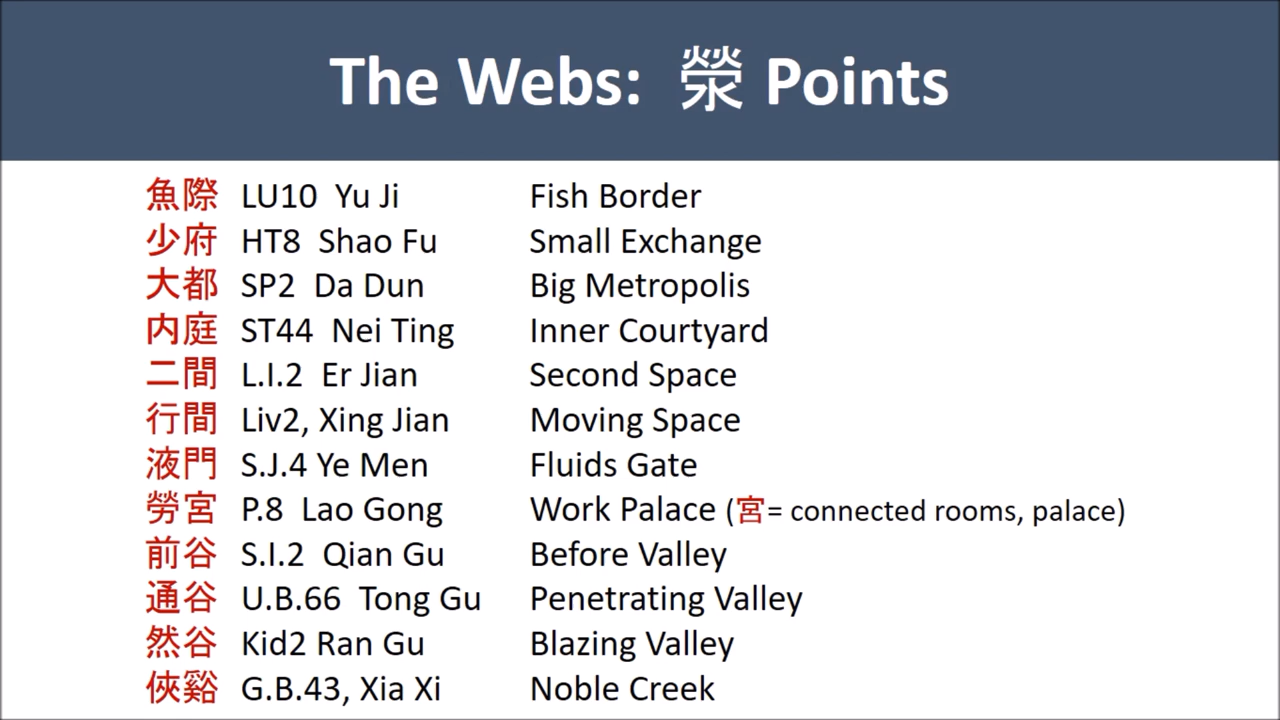 The Webs: 滎 Points
魚際 LU10 Yu Ji Fish Border
少府 HT8 Shao Fu Small Exchange
大都 SP2 Da Dun Big Metropolis
内庭 ST44 Nei Ting Inner Courtyard
二間 L.I.2 Er Jian Second Space
行間 Liv2, Xing Jian Moving Space
液門 S.J.4 Ye Men Fluids Gate
勞宮 P.8 Lao Gong Work Palace (宮= connected rooms, palace)
前谷 S.I.2 Qian Gu Before Valley
通谷 U.B.66 Tong Gu Penetrating Valley
然谷 Kid2 Ran Gu Blazing Valley
俠谿 G.B.43, Xia Xi Noble Creek